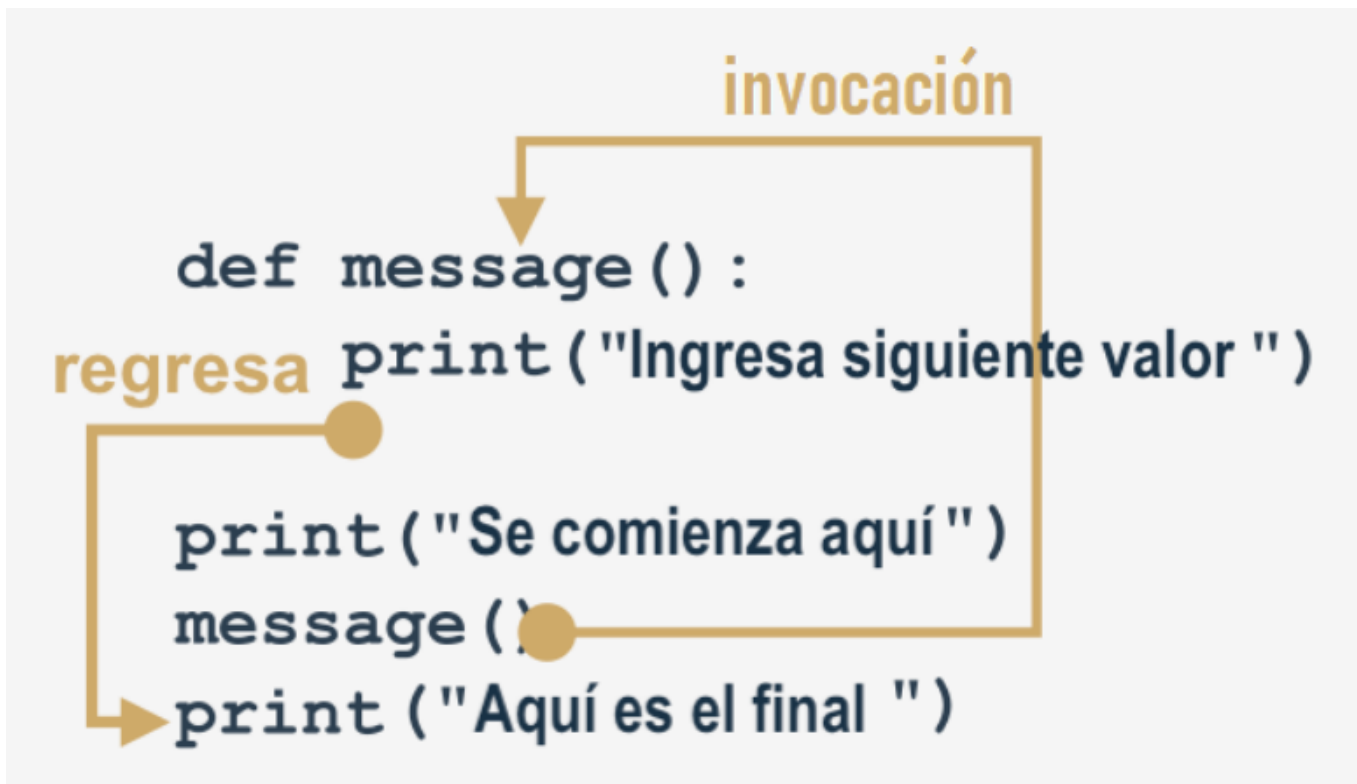 invocación
def message():
regresa print("Ingresa siguiente valor ")
print("Se comienza aquí")
message()
print("Aquí es el final ")